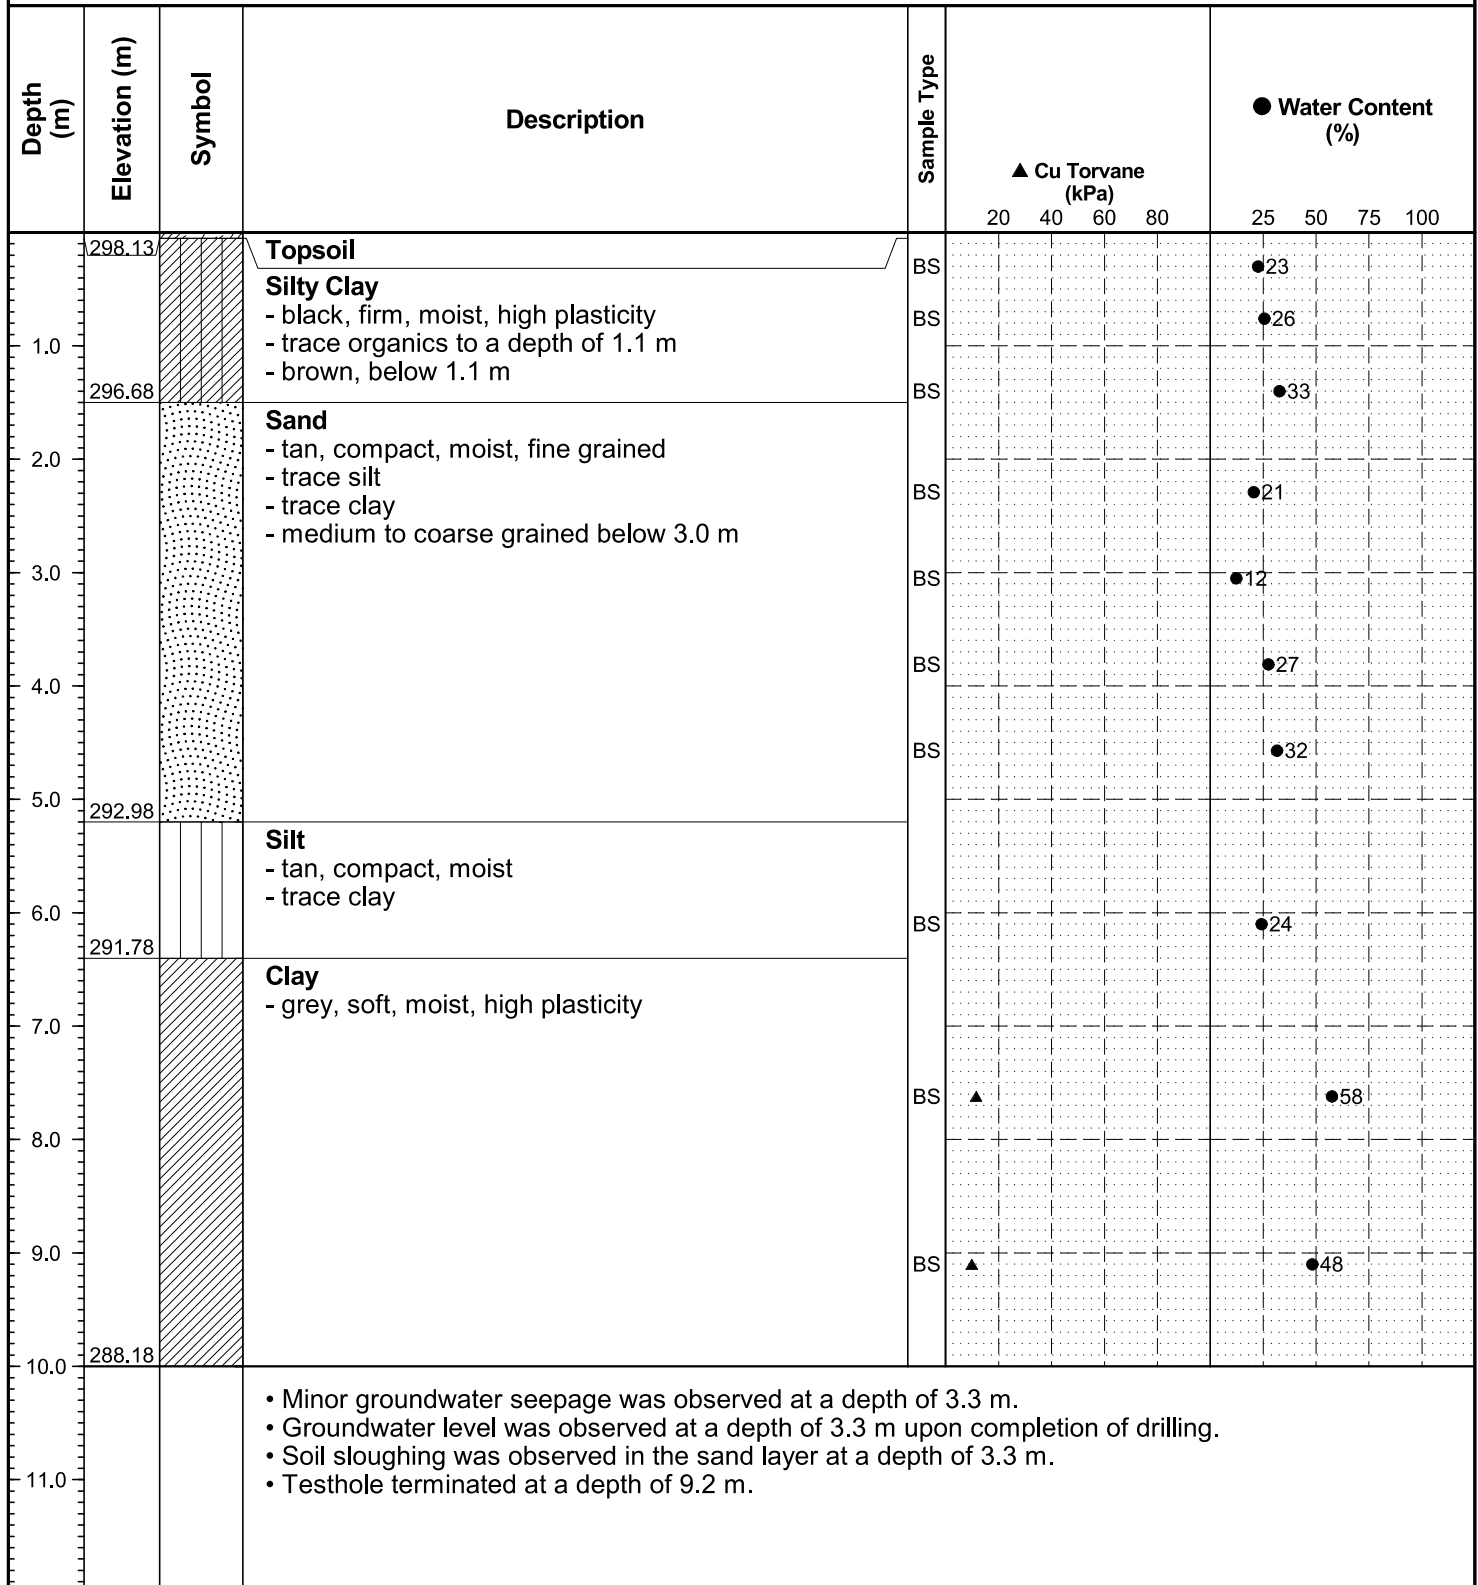 Depth (m)
Elevation (m)
Symbol
Description
Sample Type
▲ Cu Torvane
(kPa)
20 40 60 80
● Water Content
(%)
25 50 75 100
298.13
Topsoil
BS
23
Silty Clay
- black, firm, moist, high plasticity
BS
26
- trace organics to a depth of 1.1 m
1.0
- brown, below 1.1 m
296.68
BS
33
Sand
- tan, compact, moist, fine grained
2.0
- trace silt
BS
21
- trace clay
- medium to coarse grained below 3.0 m
3.0
BS
12
BS
27
4.0
BS
32
5.0
292.98
Silt
- tan, compact, moist
- trace clay
6.0
BS
24
291.78
Clay
- grey, soft, moist, high plasticity
7.0
BS
58
8.0
9.0
BS
48
288.18
10.0
• Minor groundwater seepage was observed at a depth of 3.3 m.
• Groundwater level was observed at a depth of 3.3 m upon completion of drilling.
• Soil sloughing was observed in the sand layer at a depth of 3.3 m.
11.0
• Testhole terminated at a depth of 9.2 m.